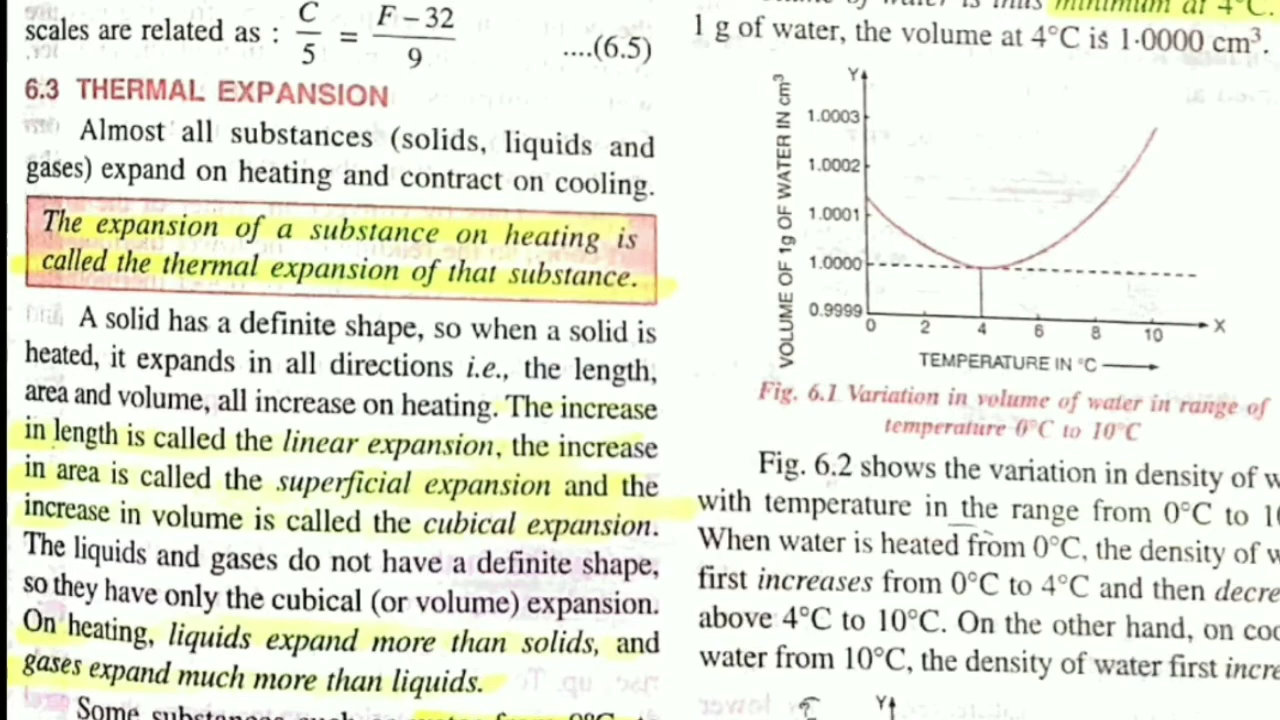 scales are related as : C/5 = F – 32/9 ....(6.5)
6.3 THERMAL EXPANSION
Almost all substances (solids, liquids and
gases) expand on heating and contract on cooling.
The expansion of a substance on heating is
called the thermal expansion of that substance.
A solid has a definite shape, so when a solid is
heated, it expands in all directions i.e., the length,
area and volume, all increase on heating. The increase
in length is called the linear expansion, the increase
in area is called the superficial expansion and the
increase in volume is called the cubical expansion.
The liquids and gases do not have a definite shape,
so they have only the cubical (or volume) expansion.
On heating, liquids expand more than solids, and
gases expand much more than liquids.
Some
minimum at 4°C.
1 g of water, the volume at 4°C is 1·0000 cm³.
Y
VOLUME OF 1g OF WATER IN cm³
1.0003
1.0002
1.0001
1.0000
0.9999
0 2 4 6 8 10 X
TEMPERATURE IN °C
Fig. 6.1 Variation in volume of water in range of
temperature 0°C to 10°C
Fig. 6.2 shows the variation in density of w
with temperature in the range from 0°C to 10
When water is heated from 0°C, the density of w
first increases from 0°C to 4°C and then decre
above 4°C to 10°C. On the other hand, on coo
water from 10°C, the density of water first incre
Y